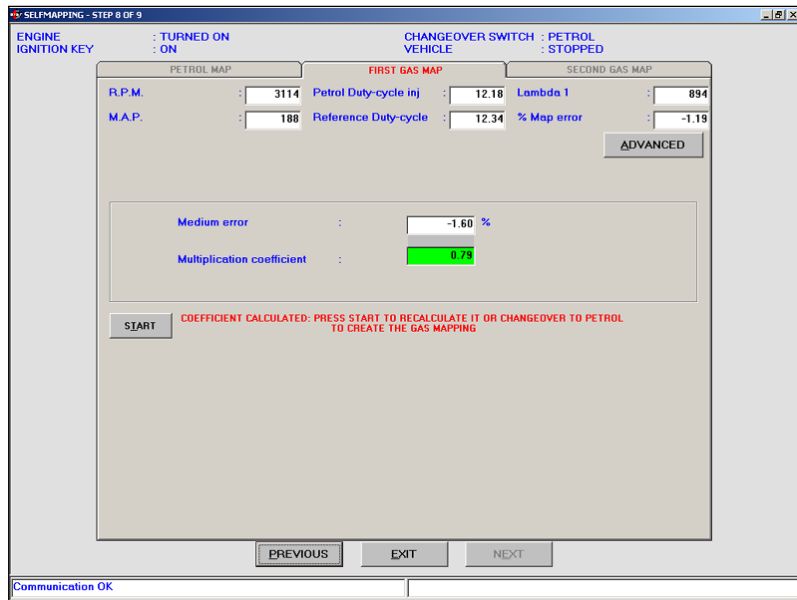 SELFMAPPING - STEP 8 OF 9
ENGINE : TURNED ON CHANGEOVER SWITCH : PETROL
IGNITION KEY : ON VEHICLE : STOPPED
PETROL MAP FIRST GAS MAP SECOND GAS MAP
R.P.M. : 3114 Petrol Duty-cycle inj : 12.18 Lambda 1 : 894
M.A.P. : 188 Reference Duty-cycle : 12.34 % Map error : -1.19
ADVANCED
Medium error : -1.60 %
Multiplication coefficient : 0.79
START COEFFICIENT CALCULATED: PRESS START TO RECALCULATE IT OR CHANGEOVER TO PETROL
TO CREATE THE GAS MAPPING
PREVIOUS EXIT NEXT
Communication OK